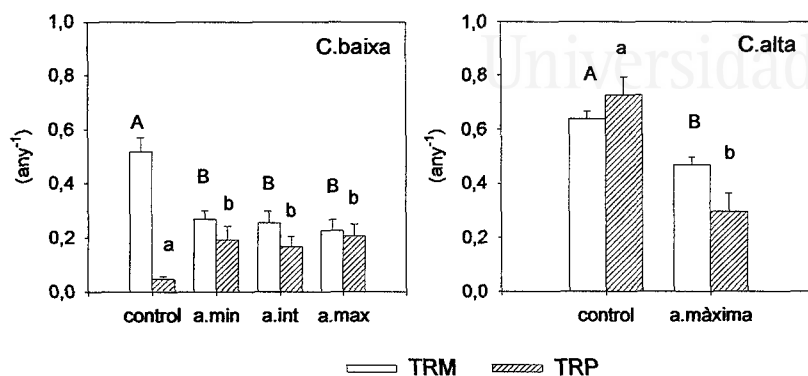 Universidad
1,0
0,8
0,6
0,4
0,2
0,0
(any-1)
C.baixa
A
a
B
b
B
b
B
b
control a.min a.int a.max
1,0
0,8
0,6
0,4
0,2
0,0
(any-1)
C.alta
A
a
B
b
control a.màxima
TRM TRP